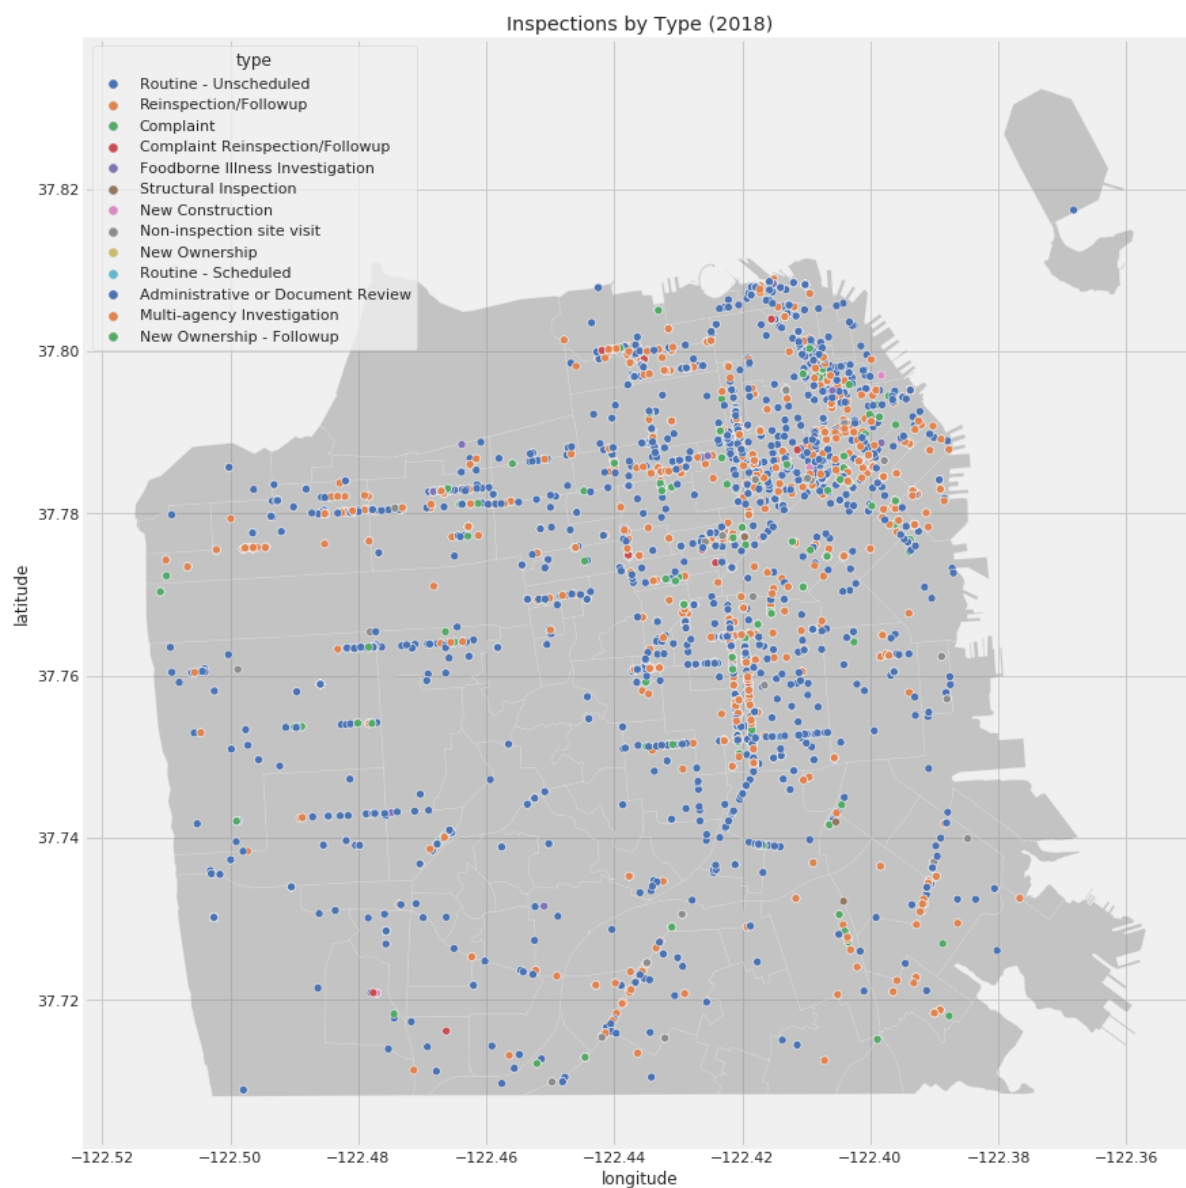 Inspections by Type (2018)
type
Routine - Unscheduled
Reinspection/Followup
Complaint
Complaint Reinspection/Followup
Foodborne Illness Investigation
Structural Inspection
New Construction
Non-inspection site visit
New Ownership
Routine - Scheduled
Administrative or Document Review
Multi-agency Investigation
New Ownership - Followup
37.82
37.80
37.78
37.76
37.74
37.72
latitude
−122.52 −122.50 −122.48 −122.46 −122.44 −122.42 −122.40 −122.38 −122.36
longitude